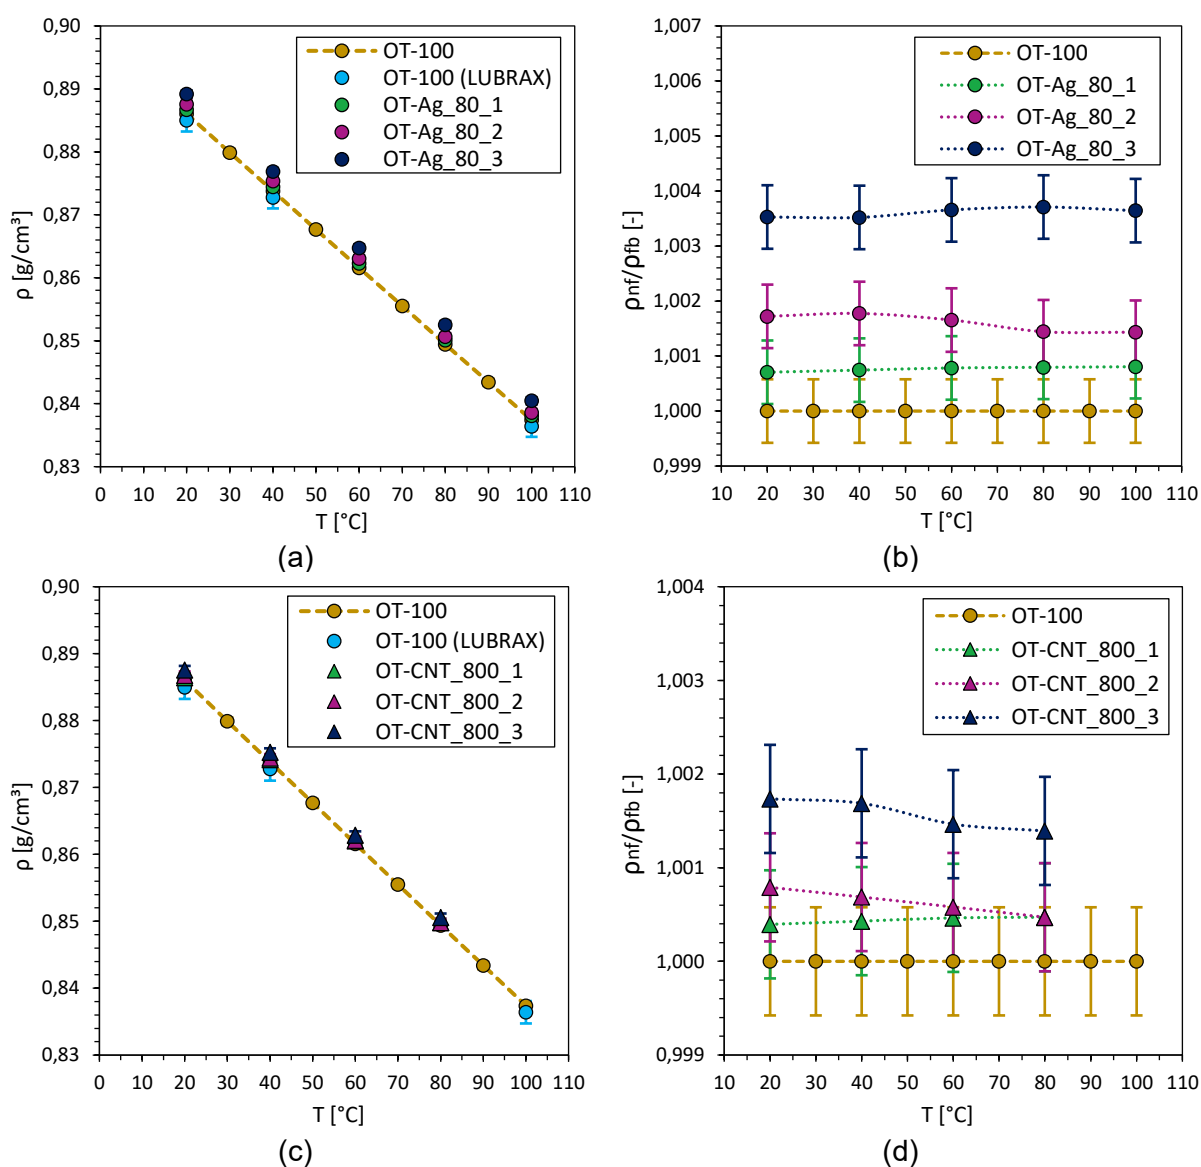 0,90
0,89
0,88
0,87
0,86
0,85
0,84
0,83
ρ [g/cm³]
0 10 20 30 40 50 60 70 80 90 100 110
T [°C]
OT-100
OT-100 (LUBRAX)
OT-Ag_80_1
OT-Ag_80_2
OT-Ag_80_3
(a)
1,007
1,006
1,005
1,004
1,003
1,002
1,001
1,000
0,999
ρnf/ρfb [-]
10 20 30 40 50 60 70 80 90 100 110
T [°C]
OT-100
OT-Ag_80_1
OT-Ag_80_2
OT-Ag_80_3
(b)
0,90
0,89
0,88
0,87
0,86
0,85
0,84
0,83
ρ [g/cm³]
0 10 20 30 40 50 60 70 80 90 100 110
T [°C]
OT-100
OT-100 (LUBRAX)
OT-CNT_800_1
OT-CNT_800_2
OT-CNT_800_3
(c)
1,004
1,003
1,002
1,001
1,000
0,999
ρnf/ρfb [-]
10 20 30 40 50 60 70 80 90 100 110
T [°C]
OT-100
OT-CNT_800_1
OT-CNT_800_2
OT-CNT_800_3
(d)